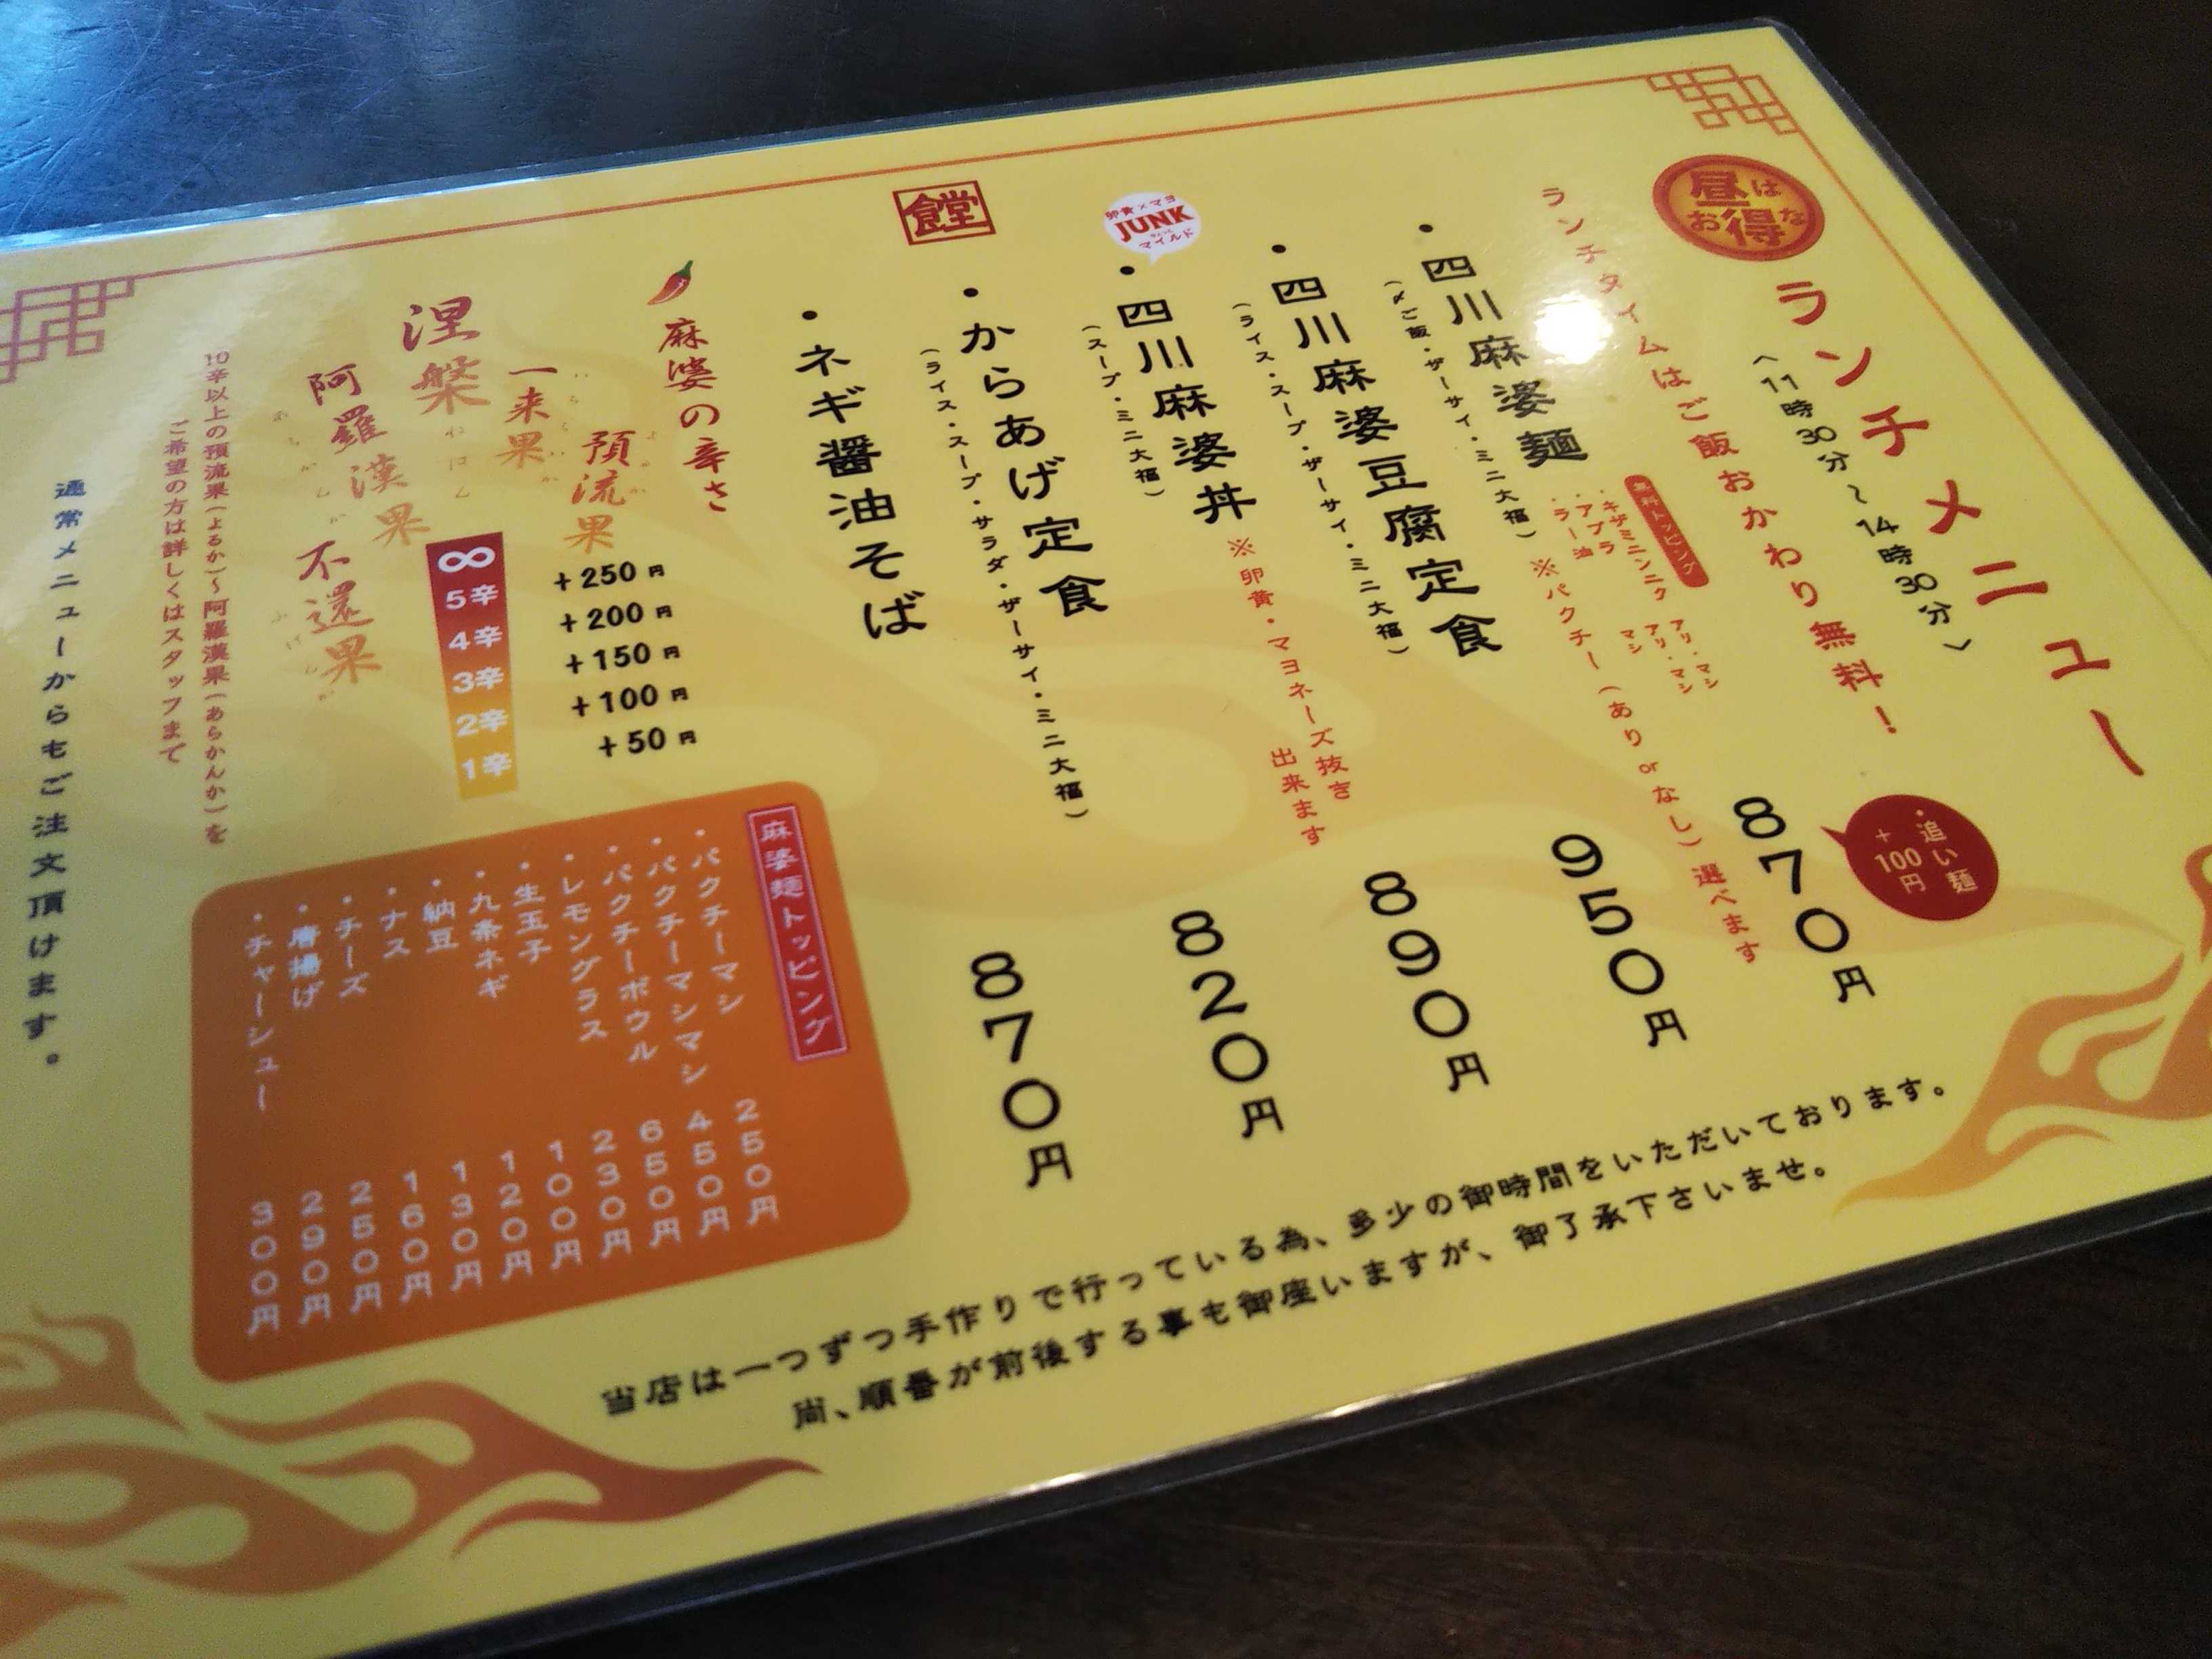 昼はお得な
ランチメニュー
〈11時30分〜14時30分〉
ランチタイムはご飯おかわり無料！
・四川麻婆麺
870円
（〆ご飯・ザーサイ・ミニ大福）
・追い麺
+100円
無料トッピング
・キザミニンニク アリ・マシ
・アブラ アリ・マシ
・ラー油 マシ
※パクチー（ありorなし）選べます
・四川麻婆豆腐定食
950円
（ライス・スープ・ザーサイ・ミニ大福）
卵黄×マヨ
JUNK
マイルド
・四川麻婆丼
890円
（スープ・ミニ大福）
※卵黄・マヨネーズ抜き
出来ます
食堂
・からあげ定食
820円
（ライス・スープ・サラダ・ザーサイ・ミニ大福）
・ネギ醤油そば
870円
麻婆の辛さ
預流果
一来果
涅槃
阿羅漢果
不還果
∞ +250円
5辛 +200円
4辛 +150円
3辛 +100円
2辛 +50円
1辛
10辛以上の預流果（よるか）〜阿羅漢果（あらかんか）を
ご希望の方は詳しくはスタッフまで
麻婆麺トッピング
・パクチーマシ 250円
・パクチーマシマシ 450円
・パクチーボウル 650円
・レモングラス 230円
・生玉子 100円
・九条ネギ 120円
・納豆 130円
・ナス 160円
・チーズ 250円
・唐揚げ 290円
・チャーシュー 300円
通常メニューからもご注文頂けます。
当店は一つずつ手作りで行っている為、多少の御時間をいただいております。
尚、順番が前後する事も御座いますが、御了承下さいませ。